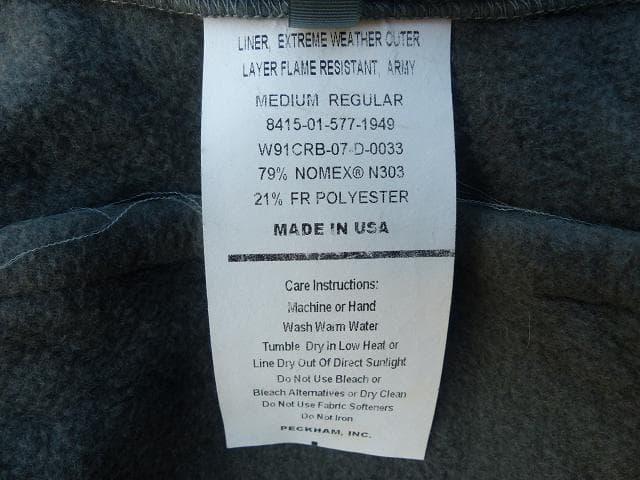 LINER, EXTREME WEATHER OUTER
LAYER FLAME RESISTANT, ARMY
MEDIUM REGULAR
8415-01-577-1949
W91CRB-07-D-0033
79% NOMEX® N303
21% FR POLYESTER
MADE IN USA
Care Instructions:
Machine or Hand
Wash Warm Water
Tumble Dry in Low Heat or
Line Dry Out Of Direct Sunlight
Do Not Use Bleach or
Bleach Alternatives or Dry Clean
Do Not Use Fabric Softeners
Do Not Iron
PECKHAM, INC.